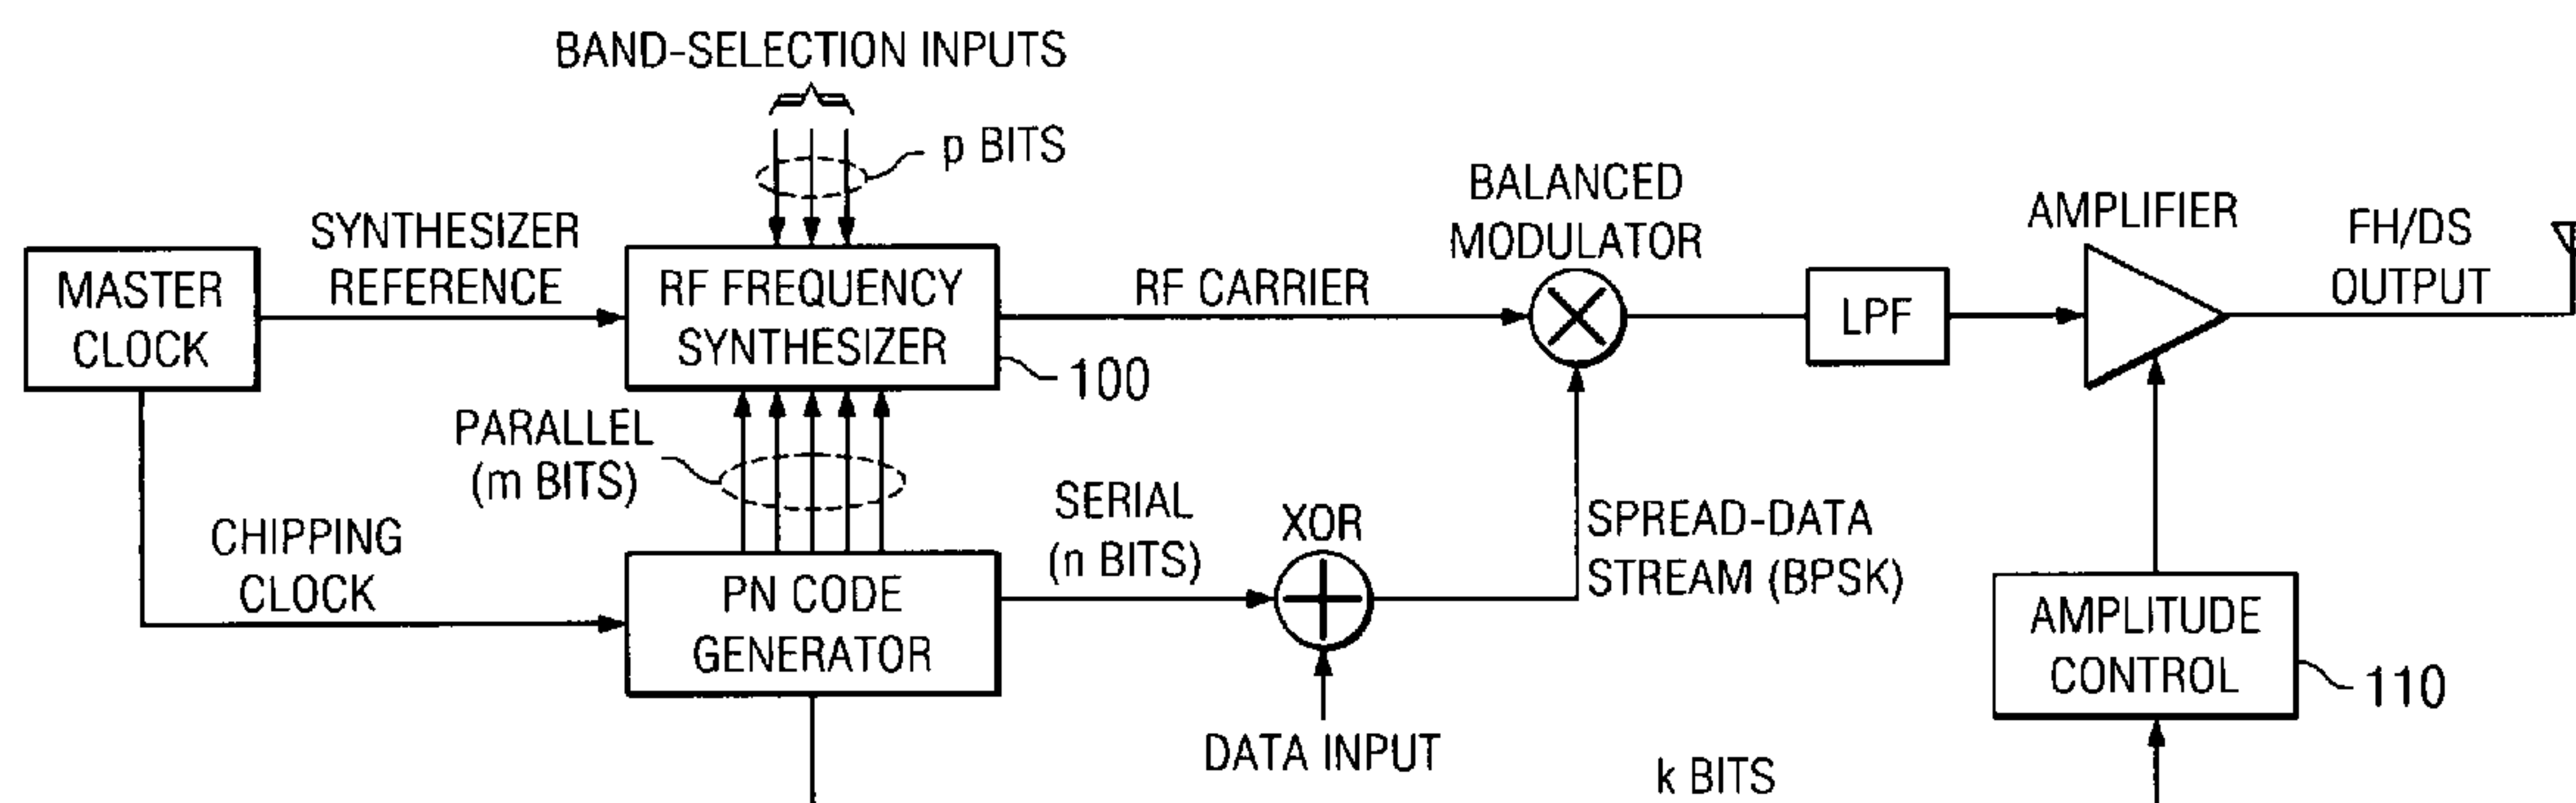 BAND-SELECTION INPUTS
p BITS
SYNTHESIZER
REFERENCE
MASTER
CLOCK
RF FREQUENCY
SYNTHESIZER
100
RF CARRIER
BALANCED
MODULATOR
LPF
AMPLIFIER
FH/DS
OUTPUT
PARALLEL
(m BITS)
CHIPPING
CLOCK
PN CODE
GENERATOR
SERIAL
(n BITS)
XOR
DATA INPUT
SPREAD-DATA
STREAM (BPSK)
AMPLITUDE
CONTROL
110
k BITS